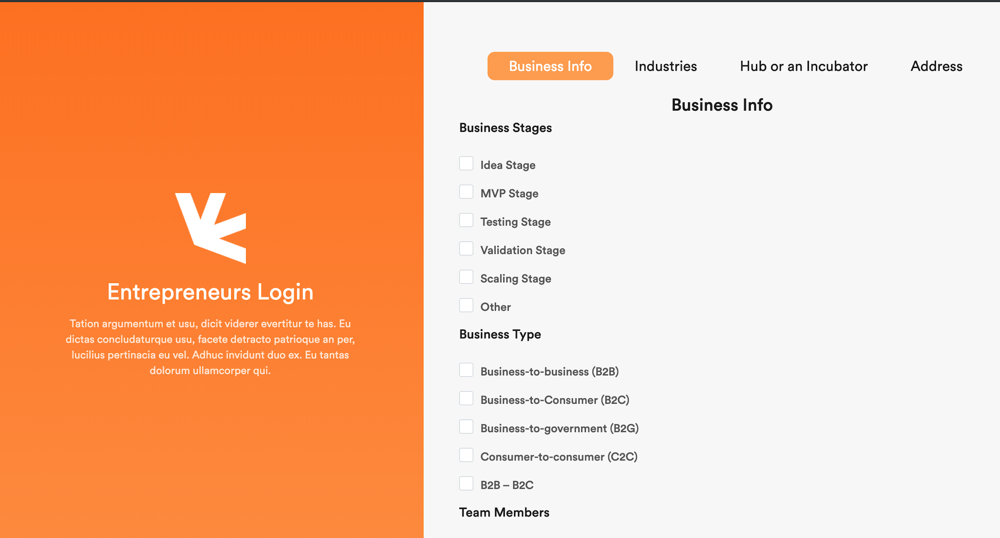 Entrepreneurs Login
Tation argumentum et usu, dicit viderer evertitur te has. Eu
dictas concludaturque usu, facete detracto patrioque an per,
lucilius pertinacia eu vel. Adhuc invidunt duo ex. Eu tantas
dolorum ullamcorper qui.
Business Info Industries Hub or an Incubator Address
Business Info
Business Stages
Idea Stage
MVP Stage
Testing Stage
Validation Stage
Scaling Stage
Other
Business Type
Business-to-business (B2B)
Business-to-Consumer (B2C)
Business-to-government (B2G)
Consumer-to-consumer (C2C)
B2B – B2C
Team Members